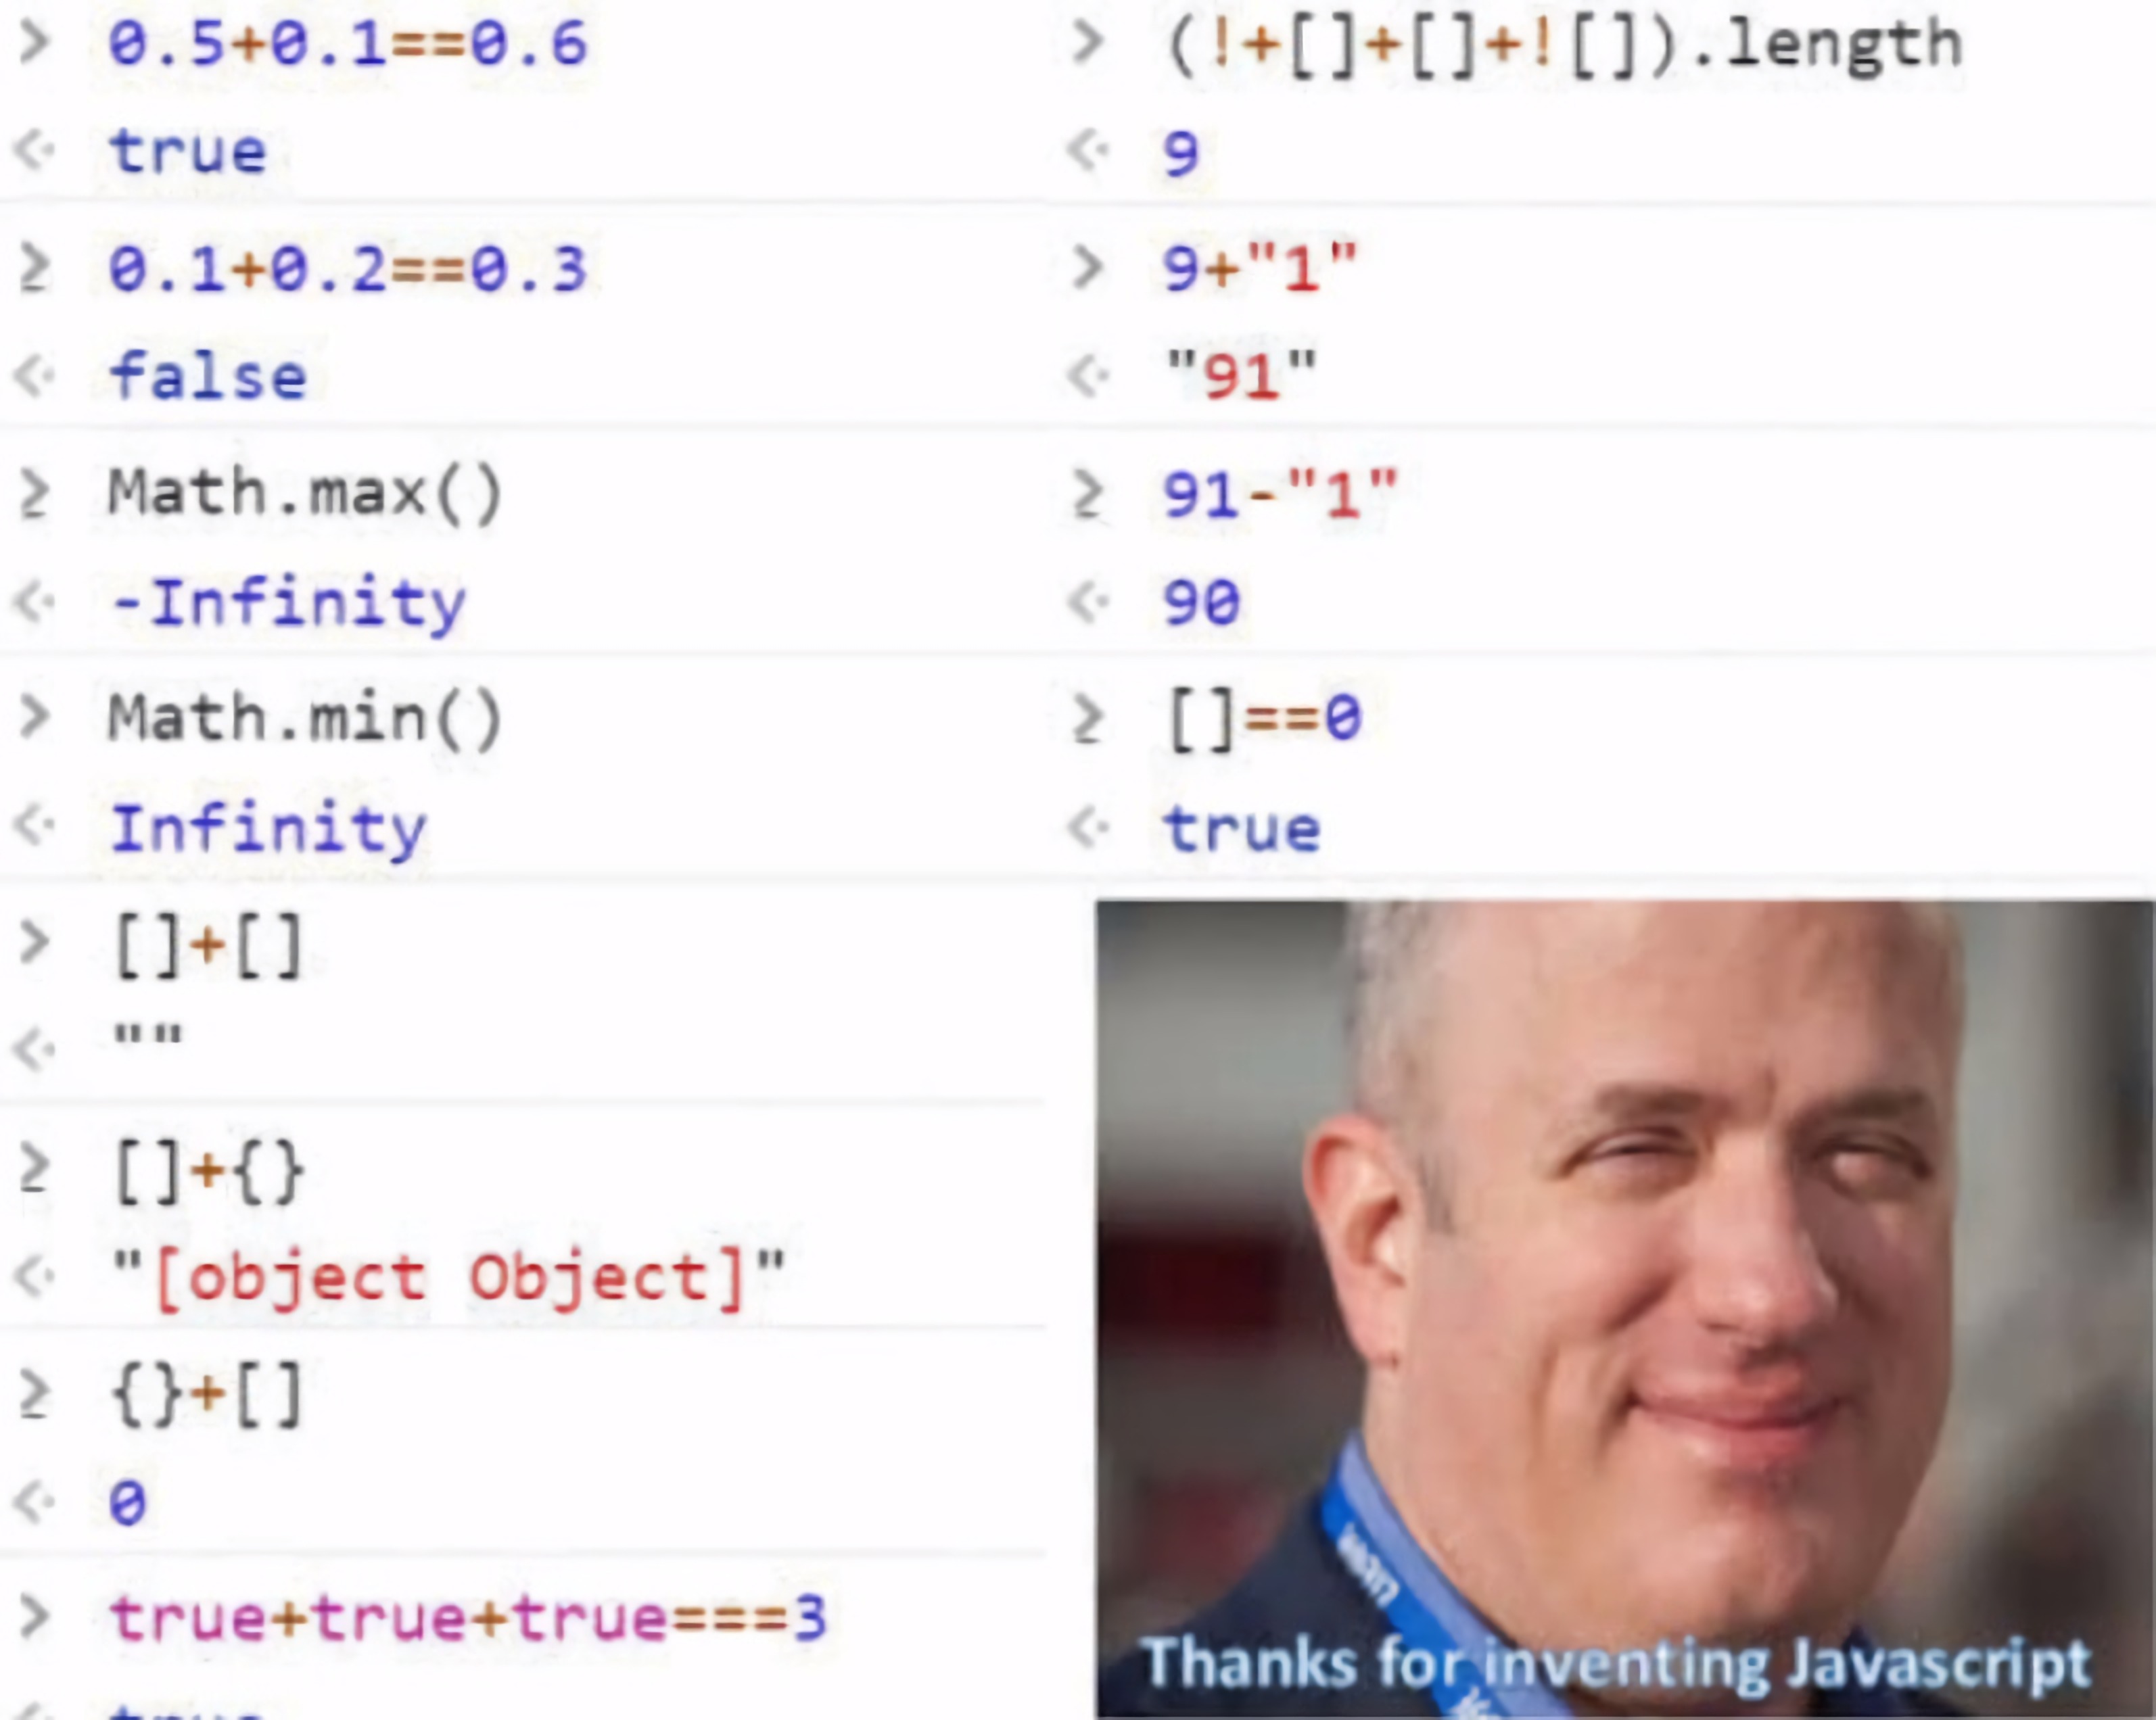 > 0.5+0.1==0.6
<· true
> 0.1+0.2==0.3
<· false
> Math.max()
<· -Infinity
> Math.min()
<· Infinity
> []+[]
<· ""
> []+{}
<· "[object Object]"
> {}+[]
<· 0
> true+true+true===3
<· true
> (!+[]+[]+![]).length
<· 9
> 9+"1"
<· "91"
> 91-"1"
<· 90
> []==0
<· true
Thanks for inventing Javascript